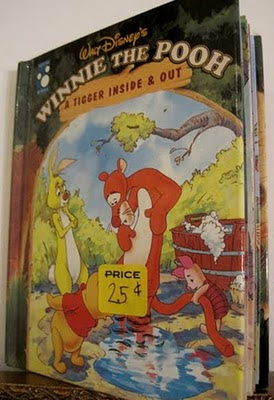 Walt Disney's
WINNIE THE POOH
A TIGGER INSIDE & OUT
PRICE
25¢